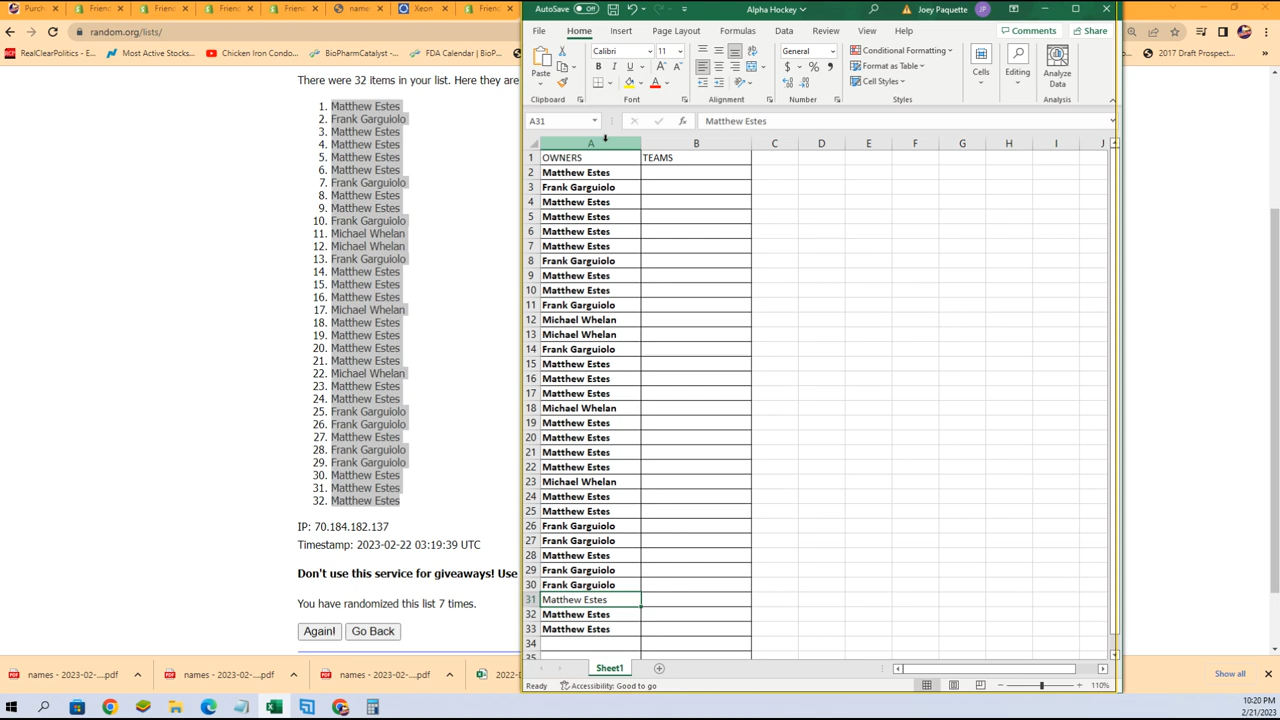 Purch
Friend
Friend
Friend
name
Xeon
Friend
random.org/lists/
RealClearPolitics - ...
Most Active Stocks...
Chicken Iron Condo...
BioPharmCatalyst -...
FDA Calendar | BioP
2017 Draft Prospect...
There were 32 items in your list. Here they are
1. Matthew Estes
2. Frank Garguiolo
3. Matthew Estes
4. Matthew Estes
5. Matthew Estes
6. Matthew Estes
7. Frank Garguiolo
8. Matthew Estes
9. Matthew Estes
10. Frank Garguiolo
11. Michael Whelan
12. Michael Whelan
13. Frank Garguiolo
14. Matthew Estes
15. Matthew Estes
16. Matthew Estes
17. Michael Whelan
18. Matthew Estes
19. Matthew Estes
20. Matthew Estes
21. Matthew Estes
22. Michael Whelan
23. Matthew Estes
24. Matthew Estes
25. Frank Garguiolo
26. Frank Garguiolo
27. Matthew Estes
28. Frank Garguiolo
29. Frank Garguiolo
30. Matthew Estes
31. Matthew Estes
32. Matthew Estes
IP: 70.184.182.137
Timestamp: 2023-02-22 03:19:39 UTC
Don't use this service for giveaways! Use
You have randomized this list 7 times.
Again! Go Back
AutoSave Off Alpha Hockey Joey Paquette JP
File Home Insert Page Layout Formulas Data Review View Help Comments Share
Paste
Calibri 11
B I U
General
$ % 9
Conditional Formatting
Format as Table
Cell Styles
Cells
Editing
Analyze Data
Clipboard Font Alignment Number Styles Analysis
A31 fx Matthew Estes
A B C D E F G H I J
1 OWNERS TEAMS
2 Matthew Estes
3 Frank Garguiolo
4 Matthew Estes
5 Matthew Estes
6 Matthew Estes
7 Matthew Estes
8 Frank Garguiolo
9 Matthew Estes
10 Matthew Estes
11 Frank Garguiolo
12 Michael Whelan
13 Michael Whelan
14 Frank Garguiolo
15 Matthew Estes
16 Matthew Estes
17 Matthew Estes
18 Michael Whelan
19 Matthew Estes
20 Matthew Estes
21 Matthew Estes
22 Matthew Estes
23 Michael Whelan
24 Matthew Estes
25 Matthew Estes
26 Frank Garguiolo
27 Frank Garguiolo
28 Matthew Estes
29 Frank Garguiolo
30 Frank Garguiolo
31 Matthew Estes
32 Matthew Estes
33 Matthew Estes
34
35
Sheet1
Ready Accessibility: Good to go 110%
names - 2023-02-....pdf
names - 2023-02-....pdf
names - 2023-02-....pdf
2022-
Show all
10:20 PM
2/21/2023